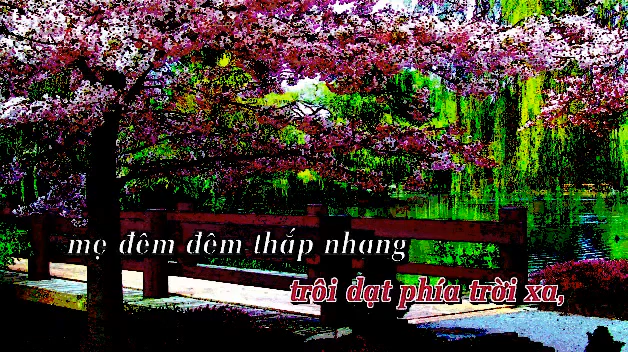 mẹ đêm đêm thắp nhang
trôi dạt phía trời xa,